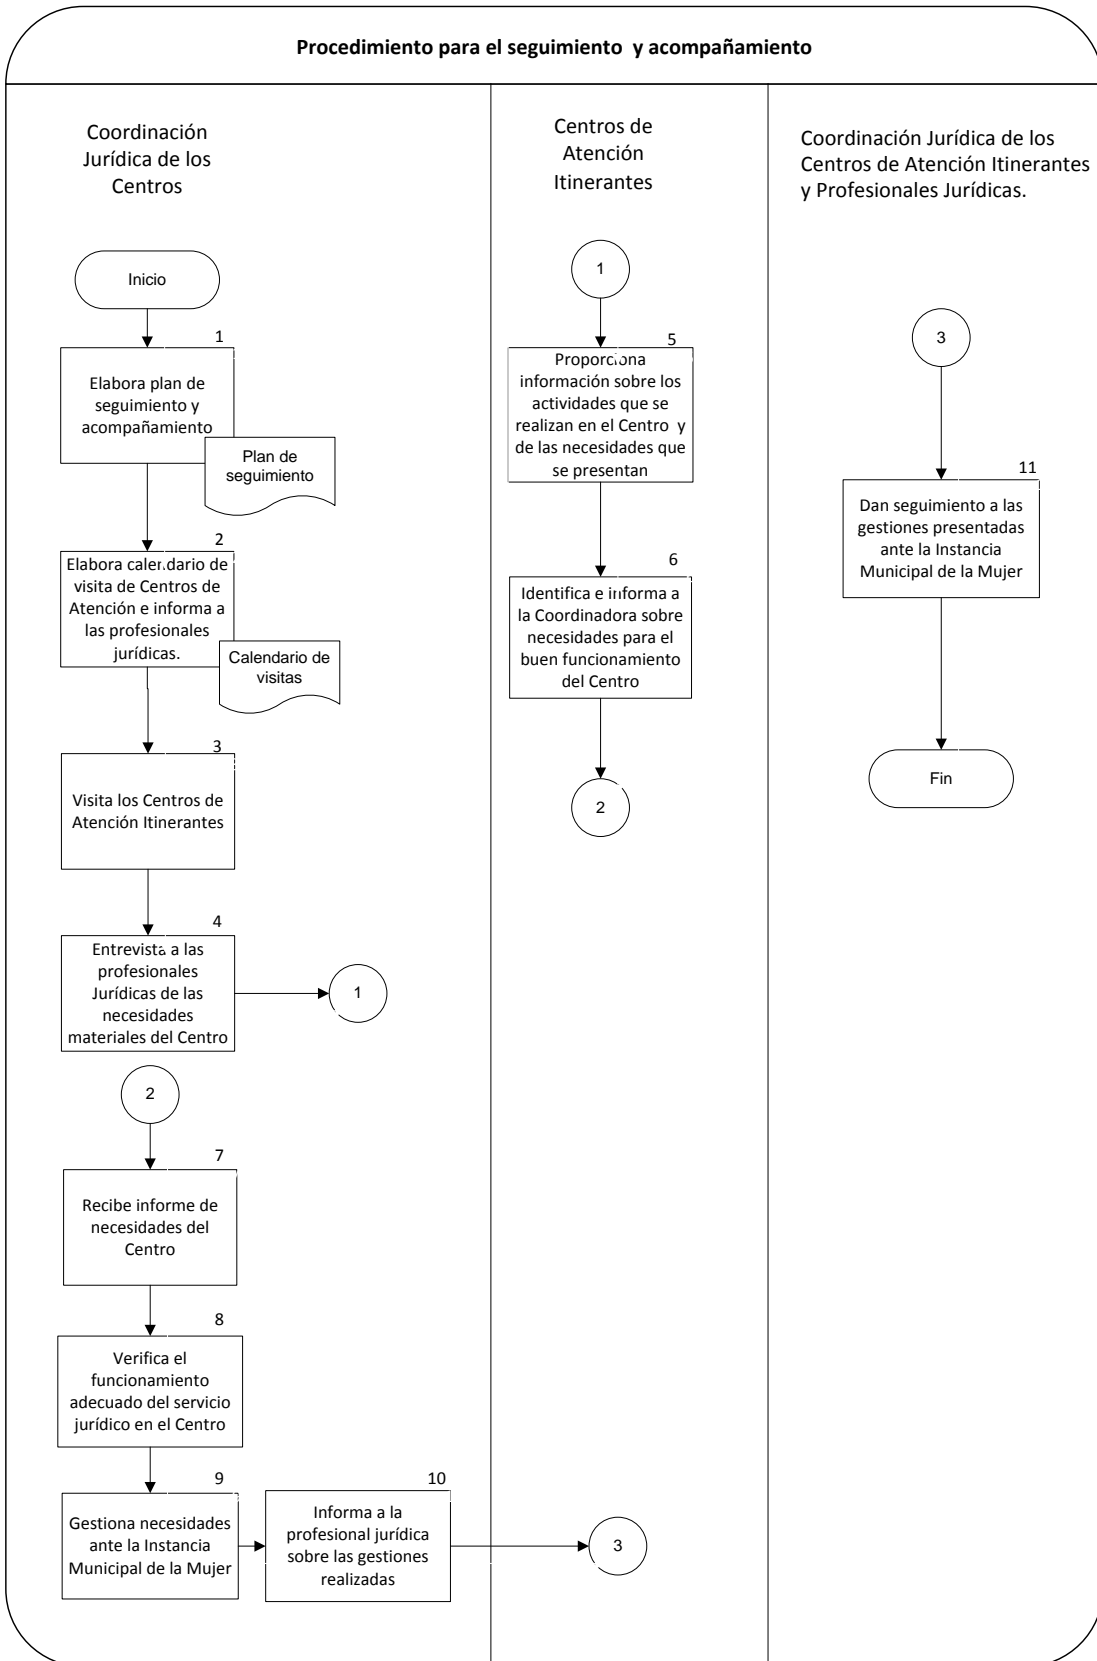 Procedimiento para el seguimiento y acompañamiento
Coordinación
Jurídica de los
Centros
Inicio
1
Elabora plan de
seguimiento y
acompañamiento
Plan de
seguimiento
2
Elabora calendario de
visita de Centros de
Atención e informa a
las profesionales
jurídicas.
Calendario de
visitas
3
Visita los Centros de
Atención Itinerantes
4
Entrevista a las
profesionales
Jurídicas de las
necesidades
materiales del Centro
1
2
7
Recibe informe de
necesidades del
Centro
8
Verifica el
funcionamiento
adecuado del servicio
jurídico en el Centro
9
Gestiona necesidades
ante la Instancia
Municipal de la Mujer
10
Informa a la
profesional jurídica
sobre las gestiones
realizadas
3
Centros de
Atención
Itinerantes
1
5
Proporciona
información sobre los
actividades que se
realizan en el Centro y
de las necesidades que
se presentan
6
Identifica e informa a
la Coordinadora sobre
necesidades para el
buen funcionamiento
del Centro
2
Coordinación Jurídica de los
Centros de Atención Itinerantes
y Profesionales Jurídicas.
3
11
Dan seguimiento a las
gestiones presentadas
ante la Instancia
Municipal de la Mujer
Fin